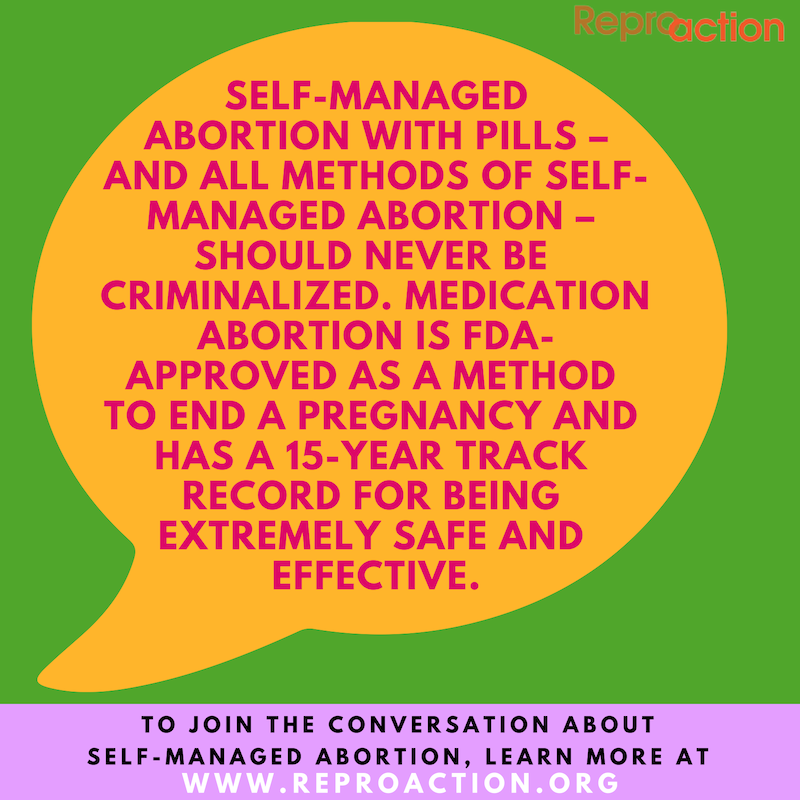 Reproaction
SELF-MANAGED
ABORTION WITH PILLS –
AND ALL METHODS OF SELF-
MANAGED ABORTION –
SHOULD NEVER BE
CRIMINALIZED. MEDICATION
ABORTION IS FDA-
APPROVED AS A METHOD
TO END A PREGNANCY AND
HAS A 15-YEAR TRACK
RECORD FOR BEING
EXTREMELY SAFE AND
EFFECTIVE.
TO JOIN THE CONVERSATION ABOUT
SELF-MANAGED ABORTION, LEARN MORE AT
WWW.REPROACTION.ORG